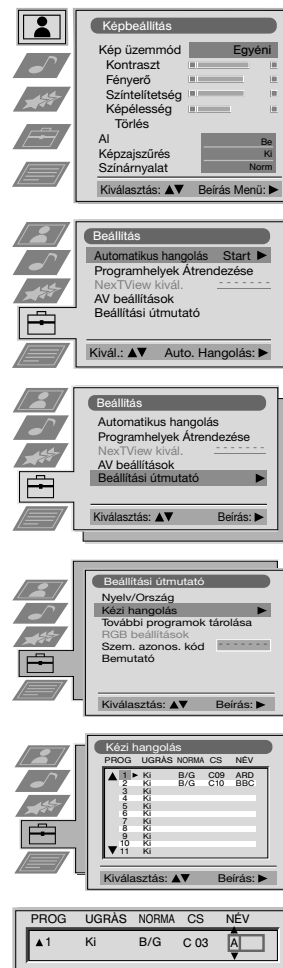 Képbeállítás
Kép üzemmód Egyéni
Kontraszt
Fényerő
Színtelítetség
Képélesség
Törlés
AI Be
Képzajszűrés Ki
Színárnyalat Norm
Kiválasztás: ▲▼ Beírás Menü: ►
Beállítás
Automatikus hangolás Start ►
Programhelyek Átrendezése
NexTView kivál. - - - - - - -
AV beállítások
Beállítási útmutató
Kivál.: ▲▼ Auto. Hangolás: ►
Beállítás
Automatikus hangolás
Programhelyek Átrendezése
NexTView kivál. - - - - - - -
AV beállítások
Beállítási útmutató ►
Kiválasztás: ▲▼ Beírás: ►
Beállítási útmutató
Nyelv/Ország
Kézi hangolás ►
További programok tárolása
RGB beállítások
Szem. azonos. kód - - - - - - -
Bemutató
Kiválasztás: ▲▼ Beírás: ►
Kézi hangolás
PROG UGRÀS NORMA CS NÉV
▲ 1 ► Ki B/G C09 ARD
2 Ki B/G C10 BBC
3 Ki
4 Ki
5 Ki
6 Ki
7 Ki
8 Ki
9 Ki
10 Ki
▼ 11 Ki
Kiválasztás: ▲▼ Beírás: ►
PROG UGRÀS NORMA CS NÉV
▲1 Ki B/G C 03 A